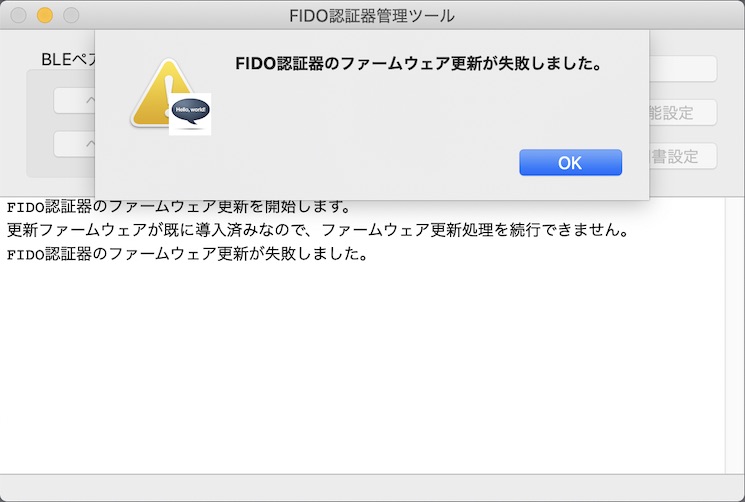 FIDO認証器管理ツール
FIDO認証器のファームウェア更新が失敗しました。
Hello, world!
OK
BLEペア
能設定
書設定
FIDO認証器のファームウェア更新を開始します。
更新ファームウェアが既に導入済みなので、ファームウェア更新処理を続行できません。
FIDO認証器のファームウェア更新が失敗しました。